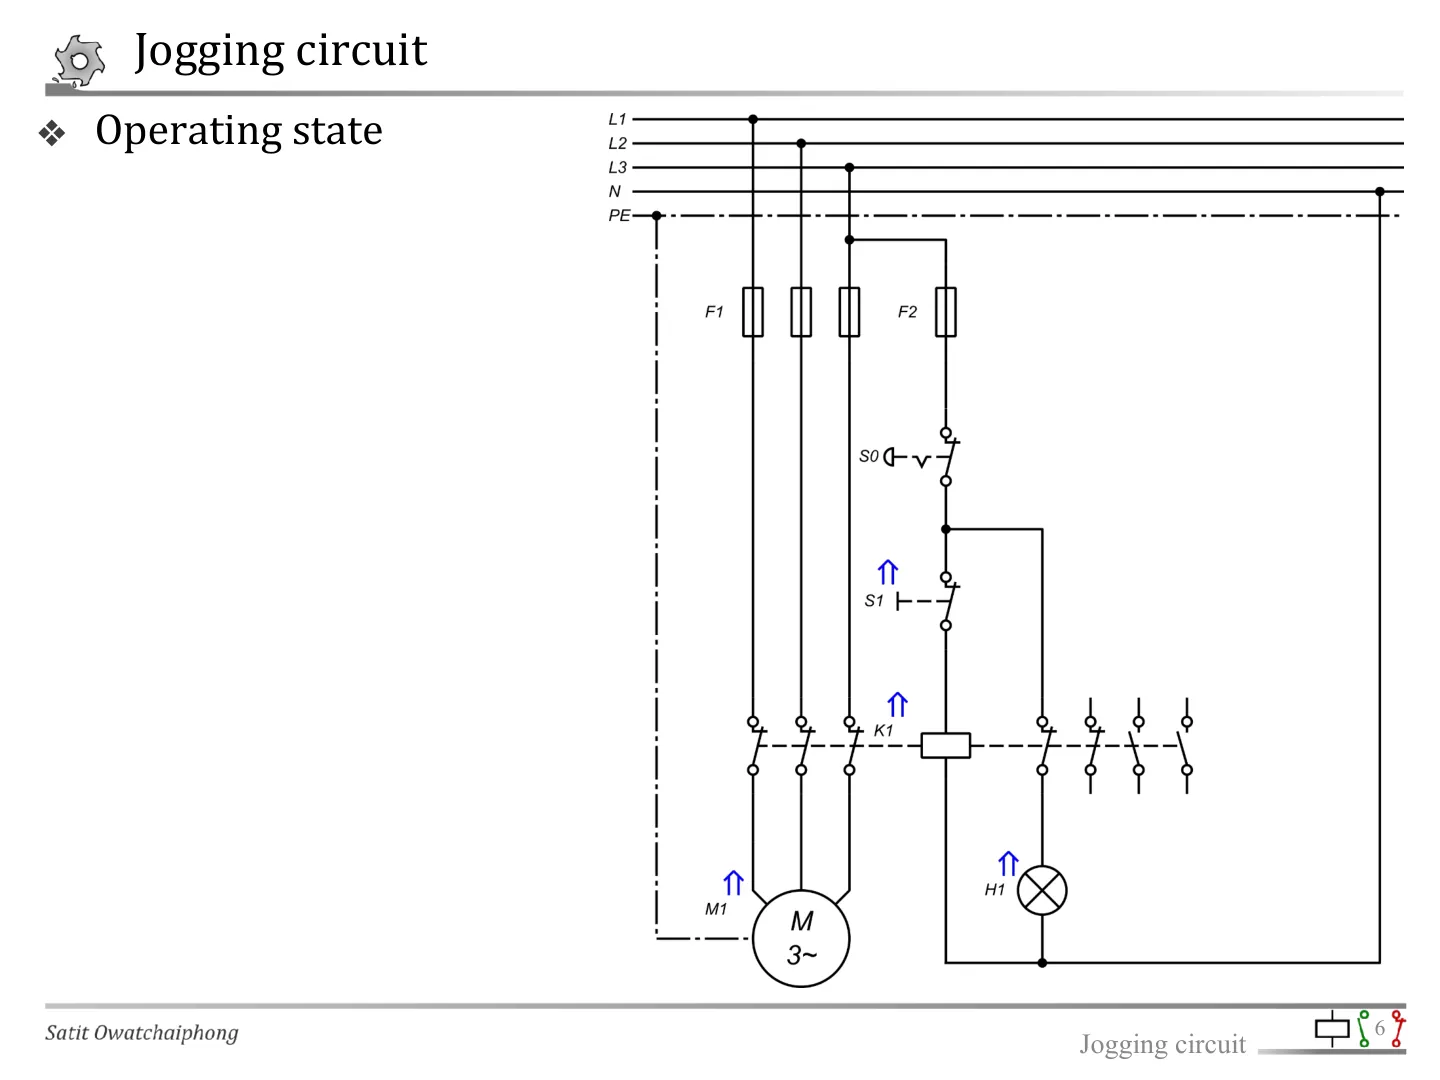 Jogging circuit
Operating state
L1
L2
L3
N
PE
F1
F2
S0
S1
K1
H1
M1
M
3~
Satit Owatchaiphong
Jogging circuit
6